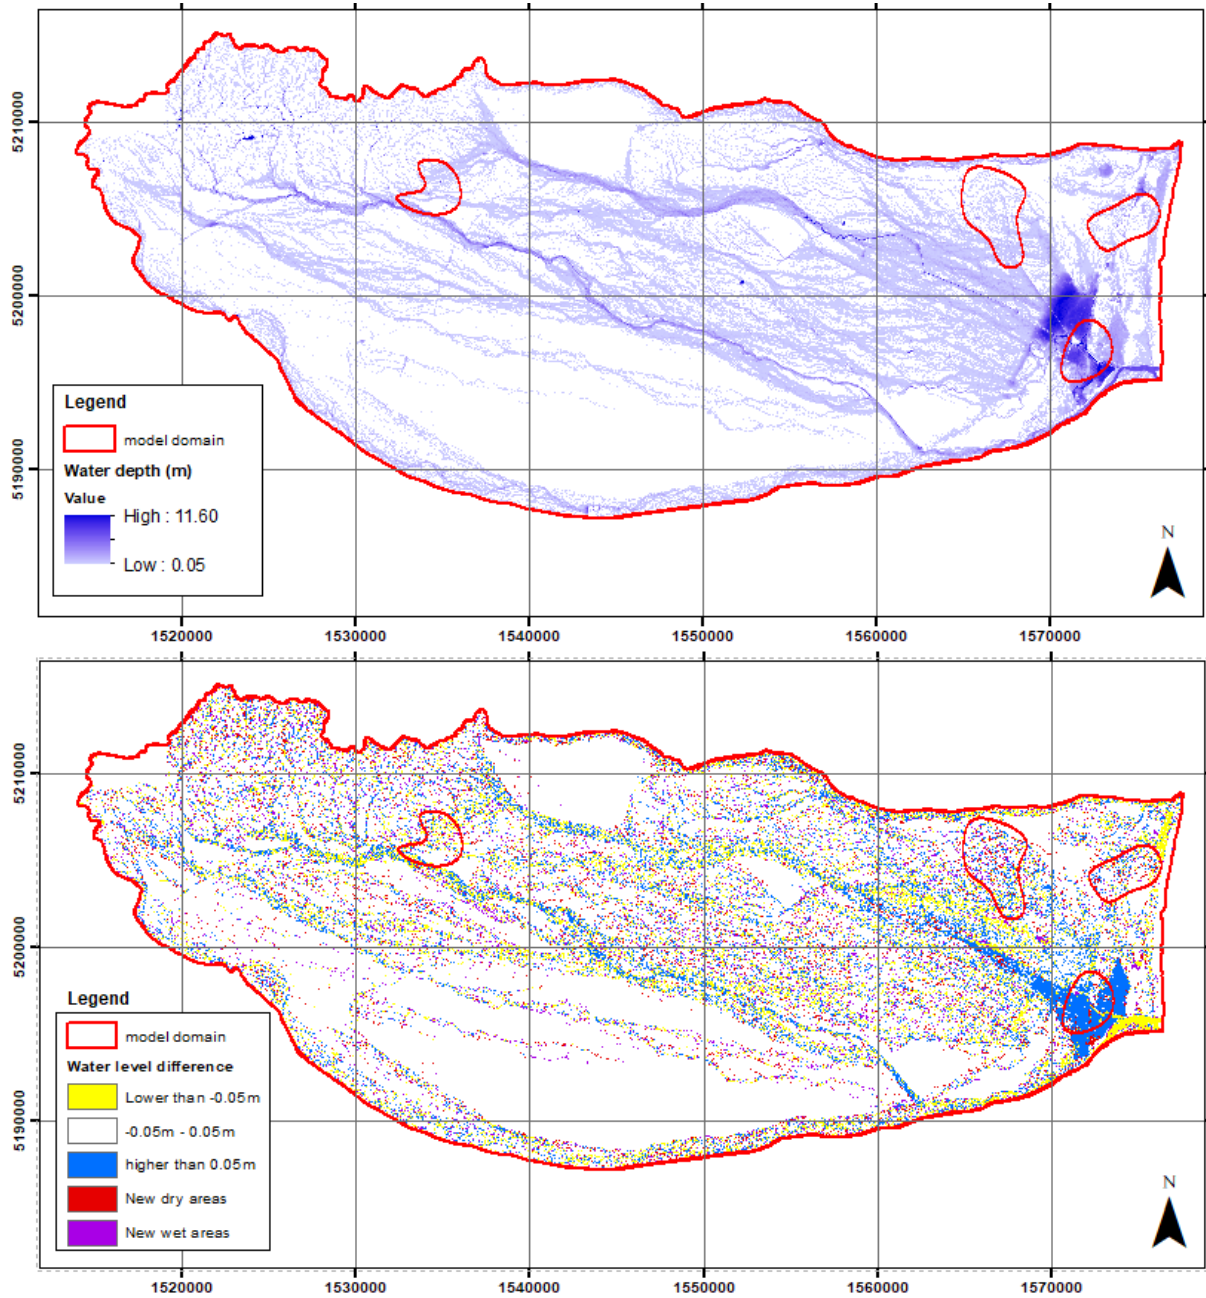 5210000
5200000
5190000
Legend
model domain
Water depth (m)
Value
High : 11.60
Low : 0.05
N
1520000 1530000 1540000 1550000 1560000 1570000
5210000
5200000
5190000
Legend
model domain
Water level difference
Lower than -0.05m
-0.05m - 0.05m
higher than 0.05m
New dry areas
New wet areas
N
1520000 1530000 1540000 1550000 1560000 1570000